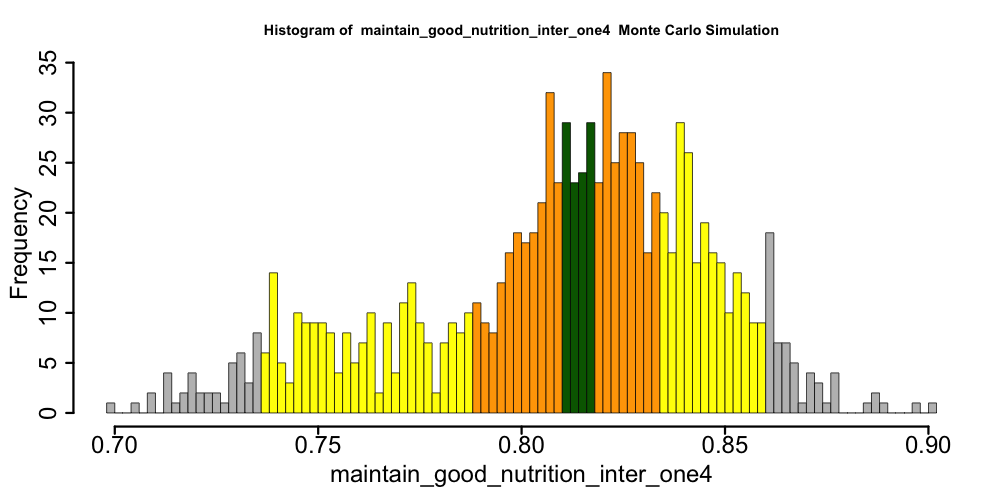 Histogram of maintain_good_nutrition_inter_one4 Monte Carlo Simulation
Frequency
35
30
25
20
15
10
5
0
0.70 0.75 0.80 0.85 0.90
maintain_good_nutrition_inter_one4